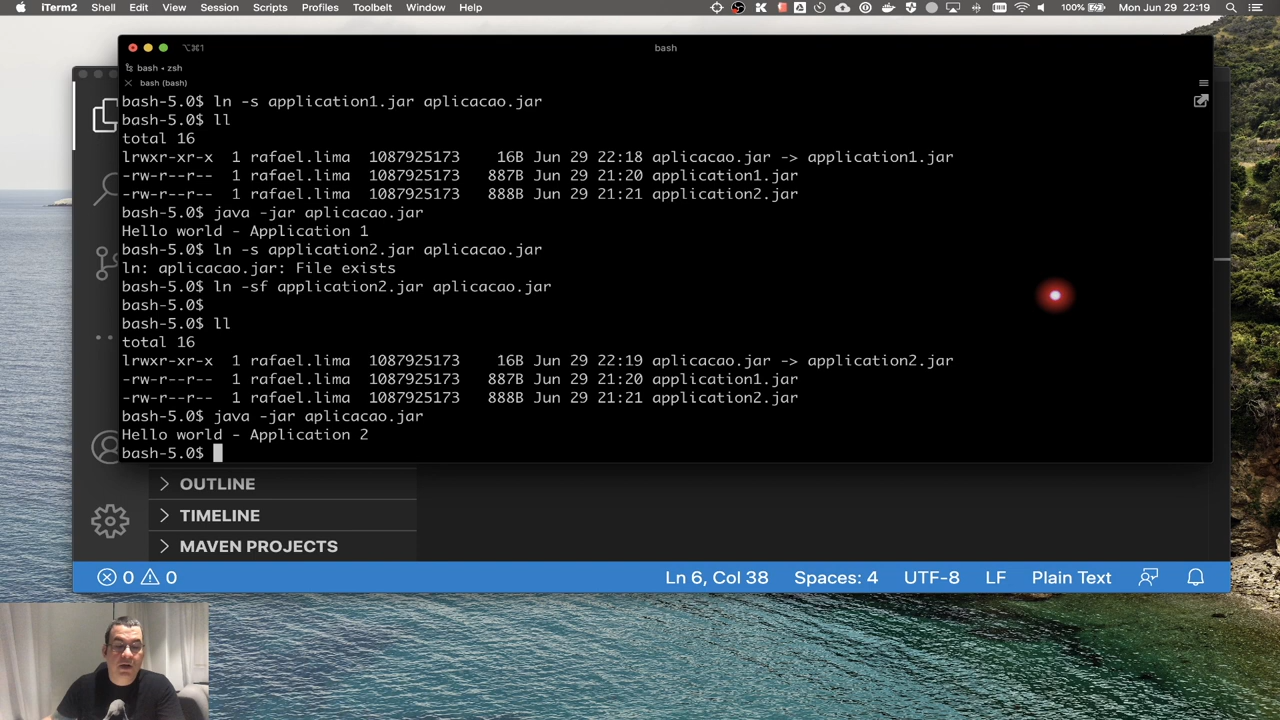 iTerm2 Shell Edit View Session Scripts Profiles Toolbelt Window Help 100% Mon Jun 29 22:19
⌥⌘1 bash
bash • zsh
bash (bash)
bash-5.0$ ln -s application1.jar aplicacao.jar
bash-5.0$ ll
total 16
lrwxr-xr-x 1 rafael.lima 1087925173 16B Jun 29 22:18 aplicacao.jar -> application1.jar
-rw-r--r-- 1 rafael.lima 1087925173 887B Jun 29 21:20 application1.jar
-rw-r--r-- 1 rafael.lima 1087925173 888B Jun 29 21:21 application2.jar
bash-5.0$ java -jar aplicacao.jar
Hello world - Application 1
bash-5.0$ ln -s application2.jar aplicacao.jar
ln: aplicacao.jar: File exists
bash-5.0$ ln -sf application2.jar aplicacao.jar
bash-5.0$
bash-5.0$ ll
total 16
lrwxr-xr-x 1 rafael.lima 1087925173 16B Jun 29 22:19 aplicacao.jar -> application2.jar
-rw-r--r-- 1 rafael.lima 1087925173 887B Jun 29 21:20 application1.jar
-rw-r--r-- 1 rafael.lima 1087925173 888B Jun 29 21:21 application2.jar
bash-5.0$ java -jar aplicacao.jar
Hello world - Application 2
bash-5.0$
OUTLINE
TIMELINE
MAVEN PROJECTS
0 0 Ln 6, Col 38 Spaces: 4 UTF-8 LF Plain Text